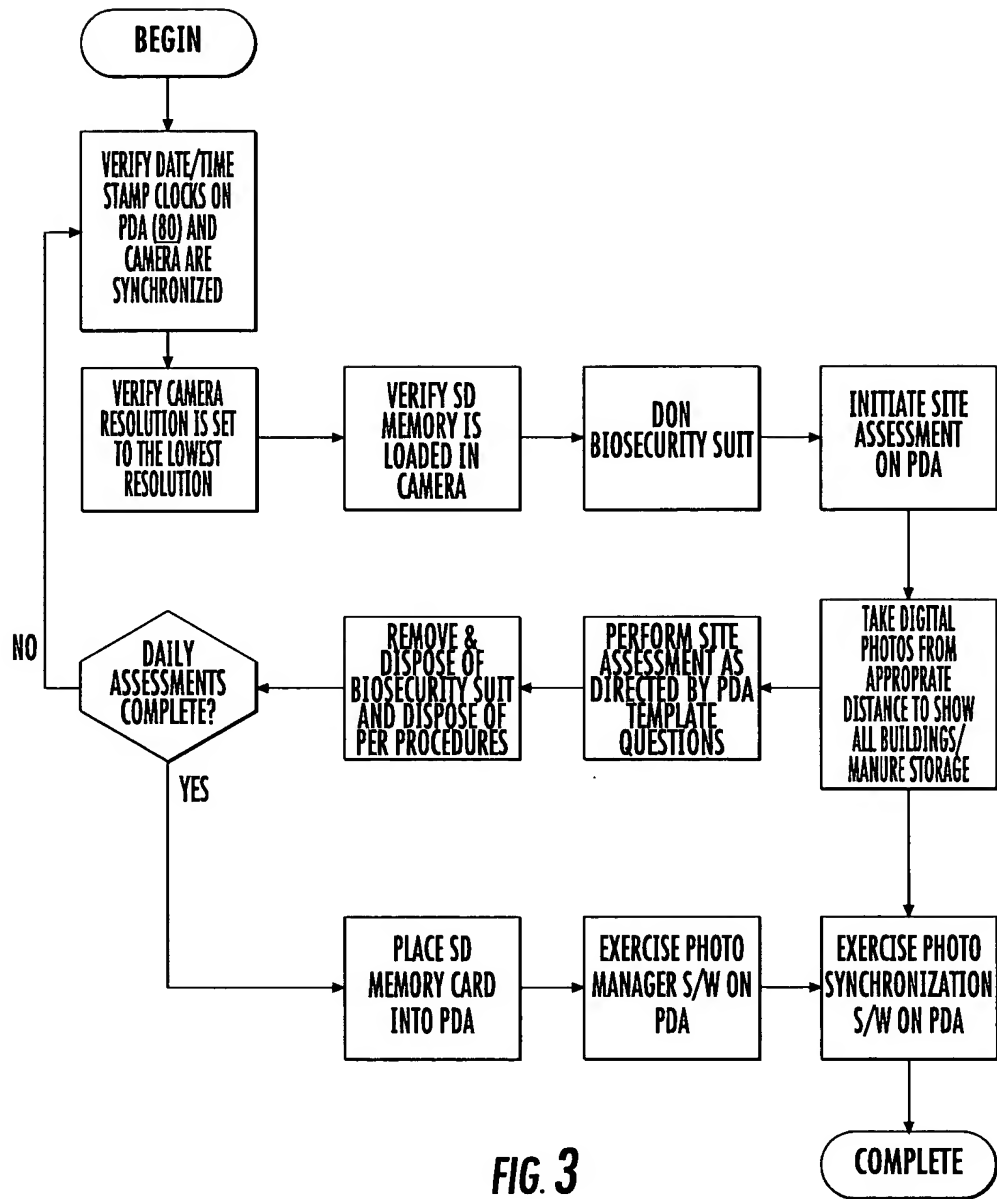 BEGIN
VERIFY DATE/TIME
STAMP CLOCKS ON
PDA (80) AND
CAMERA ARE
SYNCHRONIZED
VERIFY CAMERA
RESOLUTION IS SET
TO THE LOWEST
RESOLUTION
VERIFY SD
MEMORY IS
LOADED IN
CAMERA
DON
BIOSECURITY SUIT
INITIATE SITE
ASSESSMENT
ON PDA
TAKE DIGITAL
PHOTOS FROM
APPROPRATE
DISTANCE TO SHOW
ALL BUILDINGS/
MANURE STORAGE
PERFORM SITE
ASSESSMENT AS
DIRECTED BY PDA
TEMPLATE
QUESTIONS
REMOVE &
DISPOSE OF
BIOSECURITY SUIT
AND DISPOSE OF
PER PROCEDURES
DAILY
ASSESSMENTS
COMPLETE?
NO
YES
PLACE SD
MEMORY CARD
INTO PDA
EXERCISE PHOTO
MANAGER S/W ON
PDA
EXERCISE PHOTO
SYNCHRONIZATION
S/W ON PDA
COMPLETE
FIG. 3